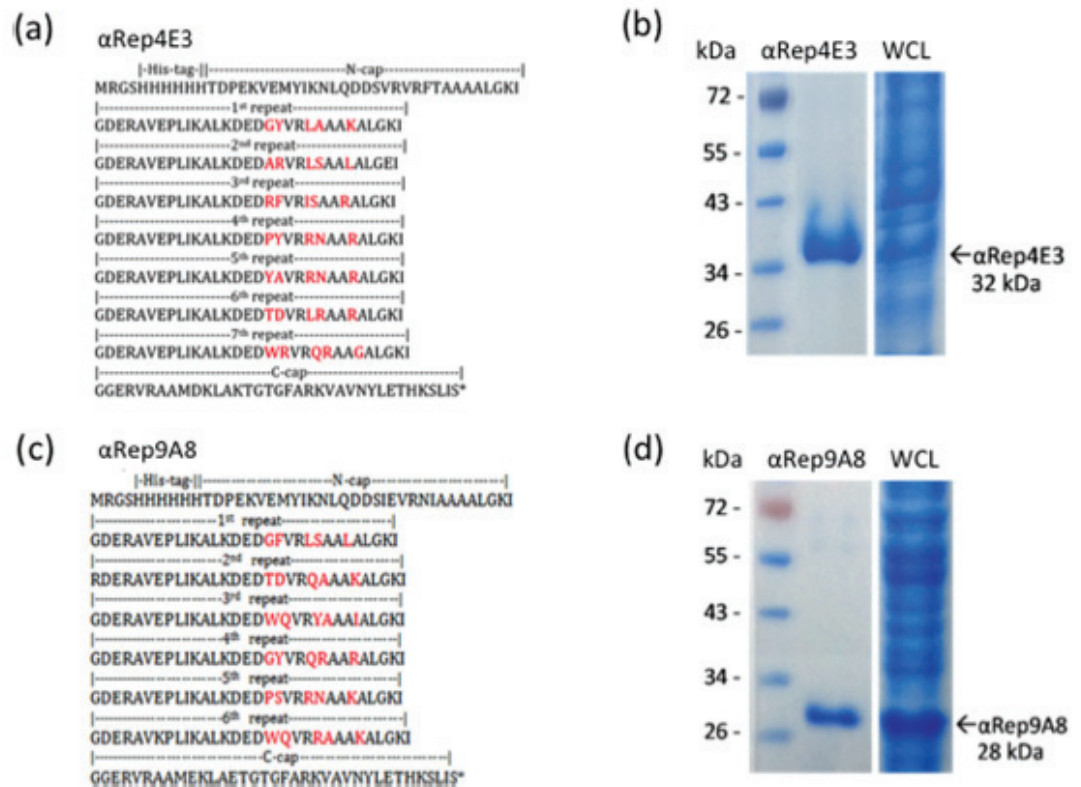 (a)
αRep4E3
|-His-tag-||--------------------------------N-cap--------------------------------|
MRGSHHHHHHTDPEKVEMYIKNLQDDSVRVRFTAAAALGKI
|----------------------------1st repeat----------------------|
GDERAVEPLIKALKDEDGYVRLAAAKALGKI
|----------------------------2nd repeat----------------------|
GDERAVEPLIKALKDEDARVRLSAALALGEI
|----------------------------3rd repeat----------------------|
GDERAVEPLIKALKDEDRFVRISAARALGKI
|----------------------------4th repeat----------------------|
GDERAVEPLIKALKDEDPYVRRNAARALGKI
|----------------------------5th repeat----------------------|
GDERAVEPLIKALKDEDYAVRRNAARALGKI
|----------------------------6th repeat----------------------|
GDERAVEPLIKALKDEDTDVRLRAARALGKI
|----------------------------7th repeat----------------------|
GDERAVEPLIKALKDEDWRVRQRAAGALGKI
|--------------------------------C-cap--------------------------------|
GGERVRAAMDKLAKTGTGFARKVAVNYLETHKSLIS*
(b)
kDa αRep4E3 WCL
72 -
55 -
43 -
34 -
26 -
←αRep4E3
32 kDa
(c)
αRep9A8
|-His-tag-||--------------------------------N-cap--------------------------------|
MRGSHHHHHHTDPEKVEMYIKNLQDDSIEVRNIAAAALGKI
|----------------------------1st repeat----------------------|
GDERAVEPLIKALKDEDGFVRLSAALALGKI
|----------------------------2nd repeat----------------------|
RDERAVEPLIKALKDEDTDVRQAAAKALGKI
|----------------------------3rd repeat----------------------|
GDERAVEPLIKALKDEDWQVRYAAAIALGKI
|----------------------------4th repeat----------------------|
GDERAVEPLIKALKDEDGYVRQRAARALGKI
|----------------------------5th repeat----------------------|
GDERAVEPLIKALKDEDPSVRRNAAKALGKI
|----------------------------6th repeat----------------------|
GDERAVKPLIKALKDEDWQVRRAAAKALGKI
|--------------------------------C-cap--------------------------------|
GGERVRAAMEKLAETGTGFARKVAVNYLETHKSLIS*
(d)
kDa αRep9A8 WCL
72 -
55 -
43 -
34 -
26 -
←αRep9A8
28 kDa